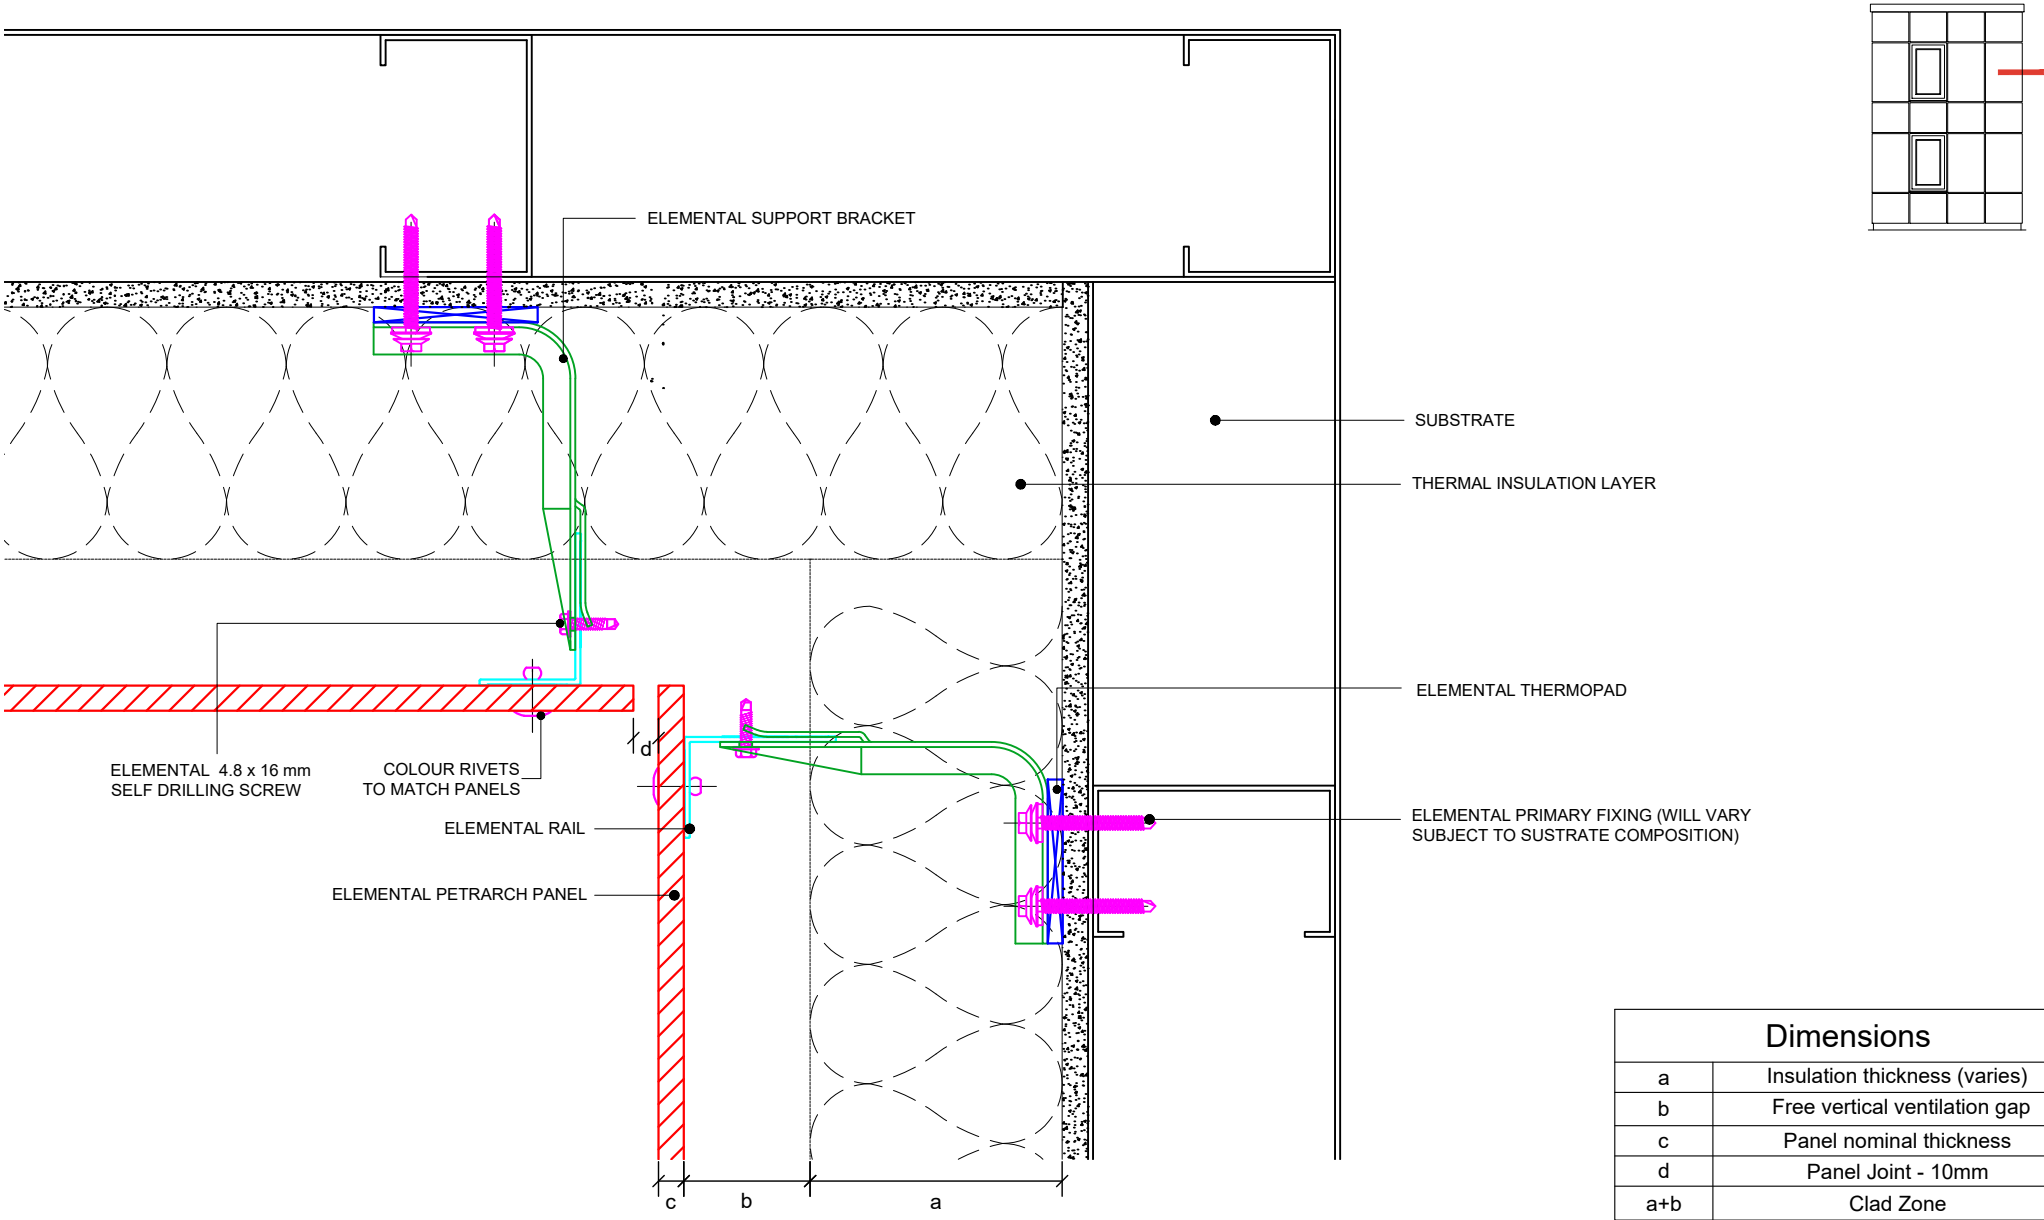 ELEMENTAL SUPPORT BRACKET
SUBSTRATE
THERMAL INSULATION LAYER
ELEMENTAL THERMOPAD
d
ELEMENTAL 4.8 x 16 mm
SELF DRILLING SCREW
COLOUR RIVETS
TO MATCH PANELS
ELEMENTAL RAIL
ELEMENTAL PRIMARY FIXING (WILL VARY
SUBJECT TO SUSTRATE COMPOSITION)
ELEMENTAL PETRARCH PANEL
c
b
a
Dimensions
a Insulation thickness (varies)
b Free vertical ventilation gap
c Panel nominal thickness
d Panel Joint - 10mm
a+b Clad Zone